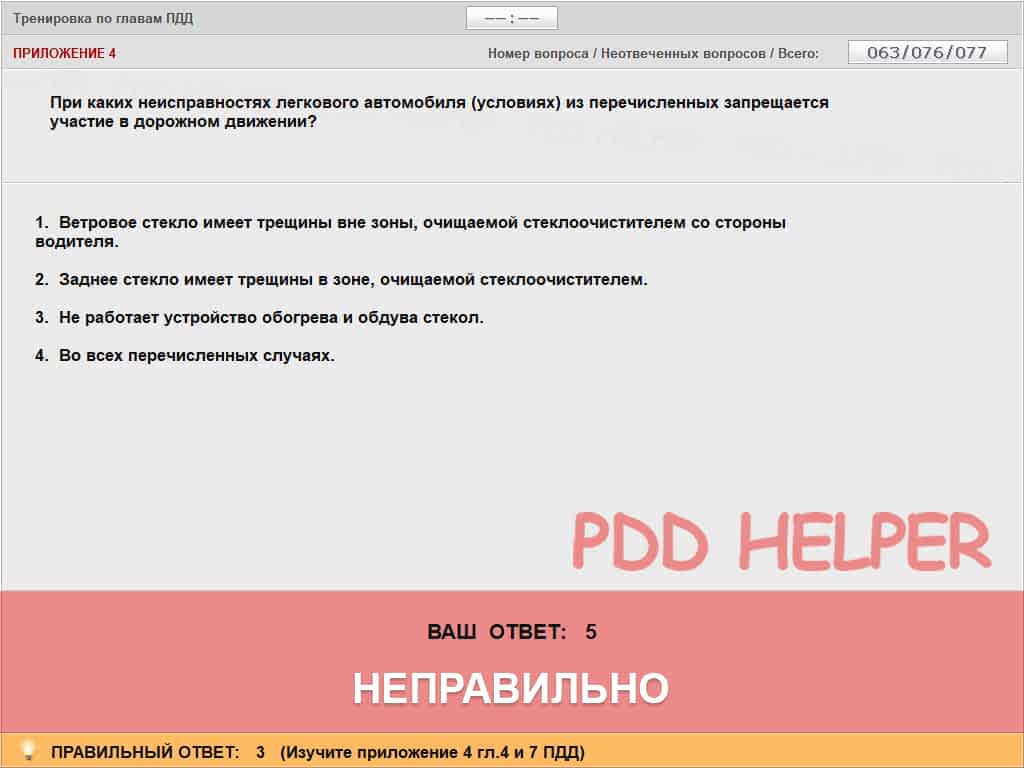 Тренировка по главам ПДД
—— : ——
ПРИЛОЖЕНИЕ 4
Номер вопроса / Неотвеченных вопросов / Всего:
063/076/077
При каких неисправностях легкового автомобиля (условиях) из перечисленных запрещается
участие в дорожном движении?
1. Ветровое стекло имеет трещины вне зоны, очищаемой стеклоочистителем со стороны
водителя.
2. Заднее стекло имеет трещины в зоне, очищаемой стеклоочистителем.
3. Не работает устройство обогрева и обдува стекол.
4. Во всех перечисленных случаях.
PDD HELPER
ВАШ ОТВЕТ: 5
НЕПРАВИЛЬНО
ПРАВИЛЬНЫЙ ОТВЕТ: 3 (Изучите приложение 4 гл.4 и 7 ПДД)